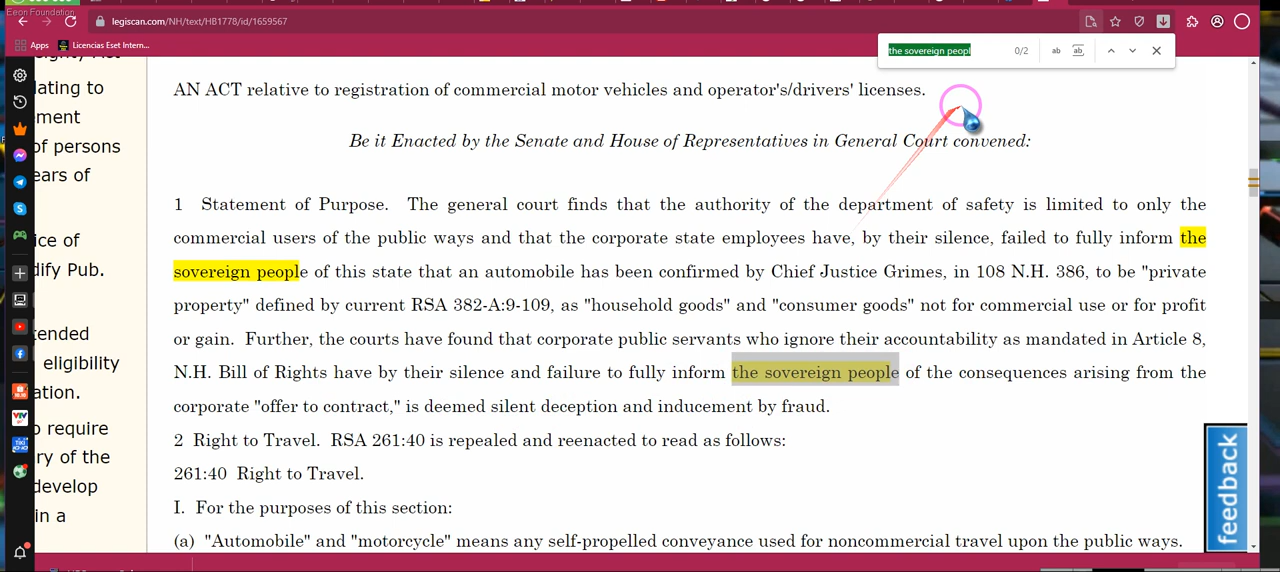 Eeon Foundation
legiscan.com/NH/text/HB1778/id/1659567
Apps
Licencias Eset Intern...
the sovereign peopl
0/2
ab
ab
lating to
ement
of persons
ears of
ice of
dify Pub.
tended
eligibility
ation.
o require
ry of the
develop
in a
AN ACT relative to registration of commercial motor vehicles and operator's/drivers' licenses.
Be it Enacted by the Senate and House of Representatives in General Court convened:
1 Statement of Purpose. The general court finds that the authority of the department of safety is limited to only the
commercial users of the public ways and that the corporate state employees have, by their silence, failed to fully inform the
sovereign people of this state that an automobile has been confirmed by Chief Justice Grimes, in 108 N.H. 386, to be "private
property" defined by current RSA 382-A:9-109, as "household goods" and "consumer goods" not for commercial use or for profit
or gain. Further, the courts have found that corporate public servants who ignore their accountability as mandated in Article 8,
N.H. Bill of Rights have by their silence and failure to fully inform the sovereign people of the consequences arising from the
corporate "offer to contract," is deemed silent deception and inducement by fraud.
2 Right to Travel. RSA 261:40 is repealed and reenacted to read as follows:
261:40 Right to Travel.
I. For the purposes of this section:
(a) "Automobile" and "motorcycle" means any self-propelled conveyance used for noncommercial travel upon the public ways.
feedback